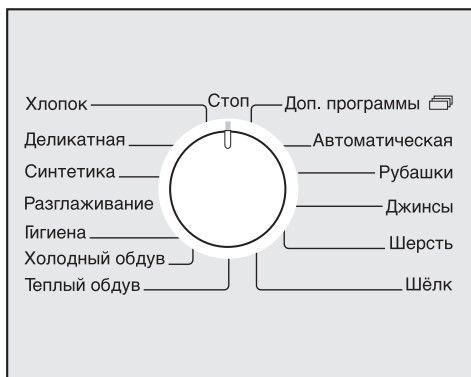 Стоп
Хлопок
Деликатная
Синтетика
Разглаживание
Гигиена
Холодный обдув
Теплый обдув
Доп. программы
Автоматическая
Рубашки
Джинсы
Шерсть
Шёлк